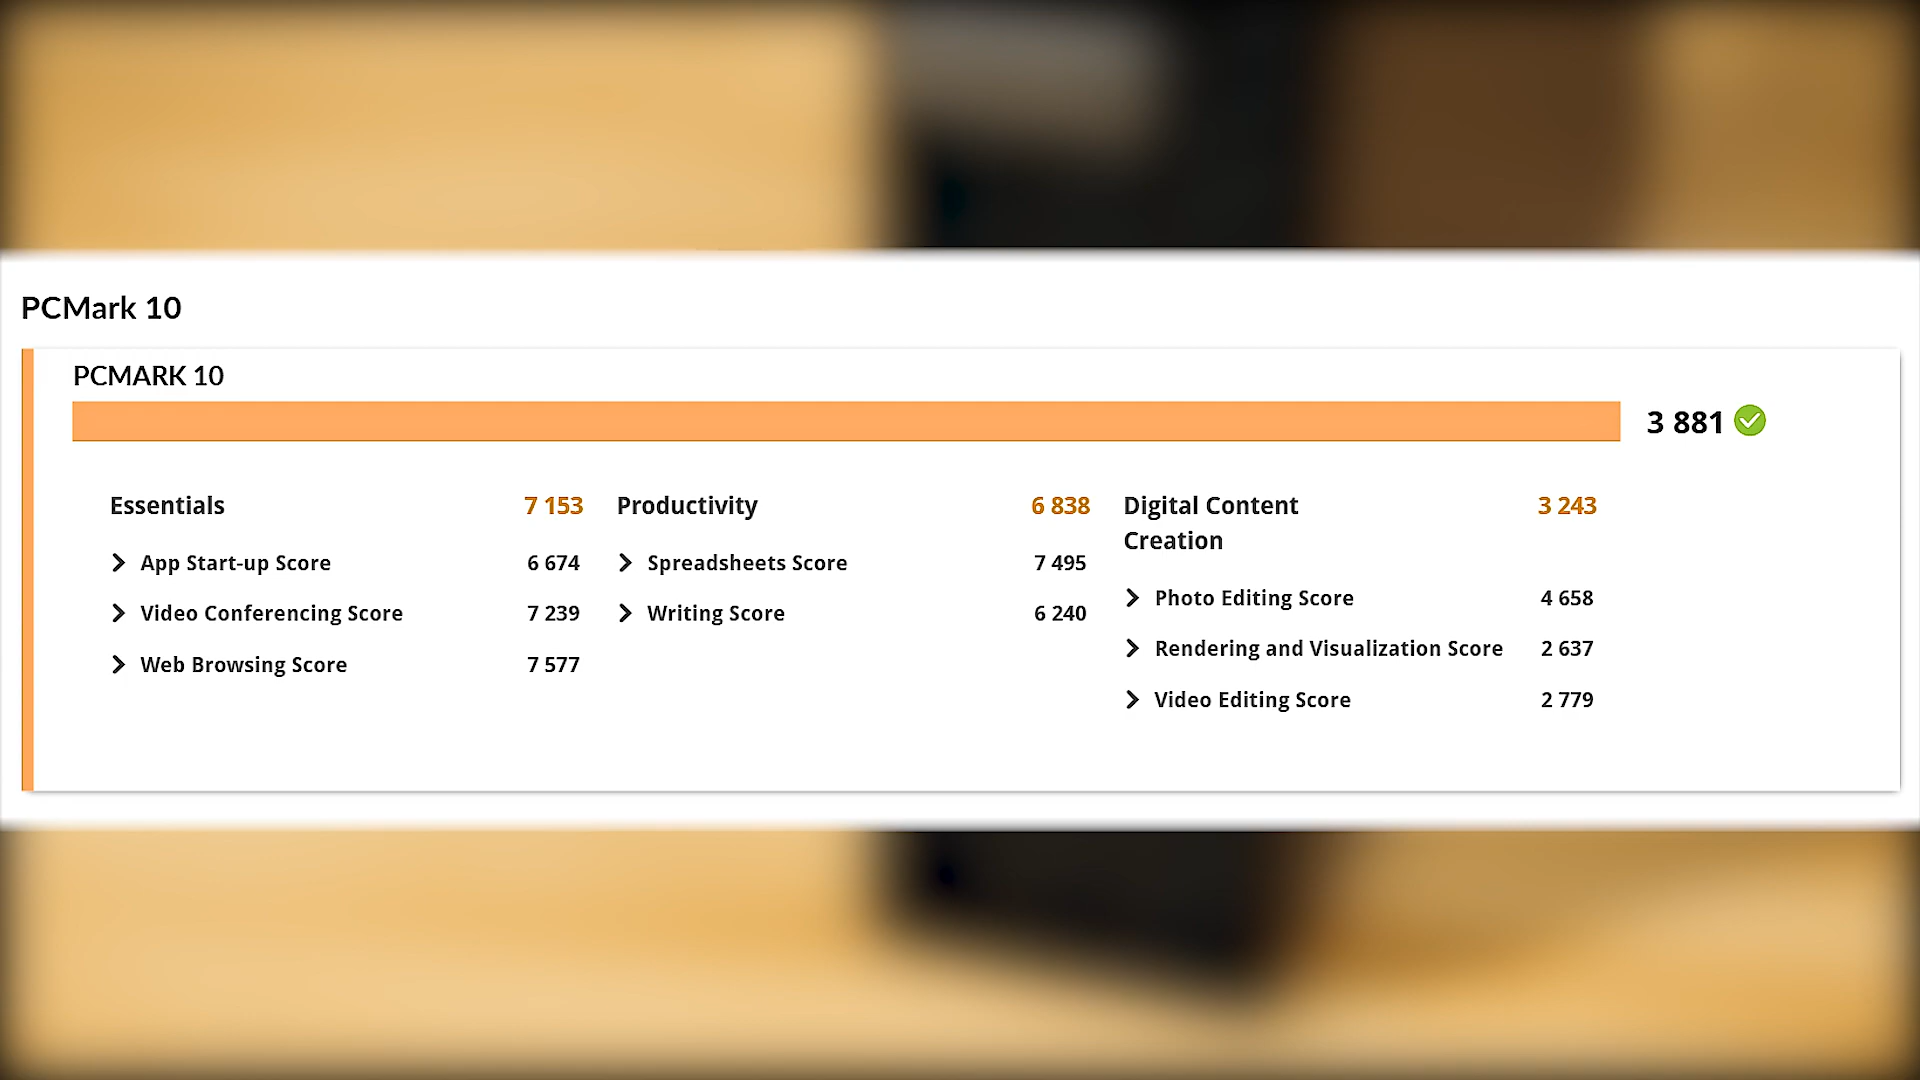 PCMark 10
PCMARK 10
3 881
Essentials 7 153
App Start-up Score 6 674
Video Conferencing Score 7 239
Web Browsing Score 7 577
Productivity 6 838
Spreadsheets Score 7 495
Writing Score 6 240
Digital Content 3 243
Creation
Photo Editing Score 4 658
Rendering and Visualization Score 2 637
Video Editing Score 2 779